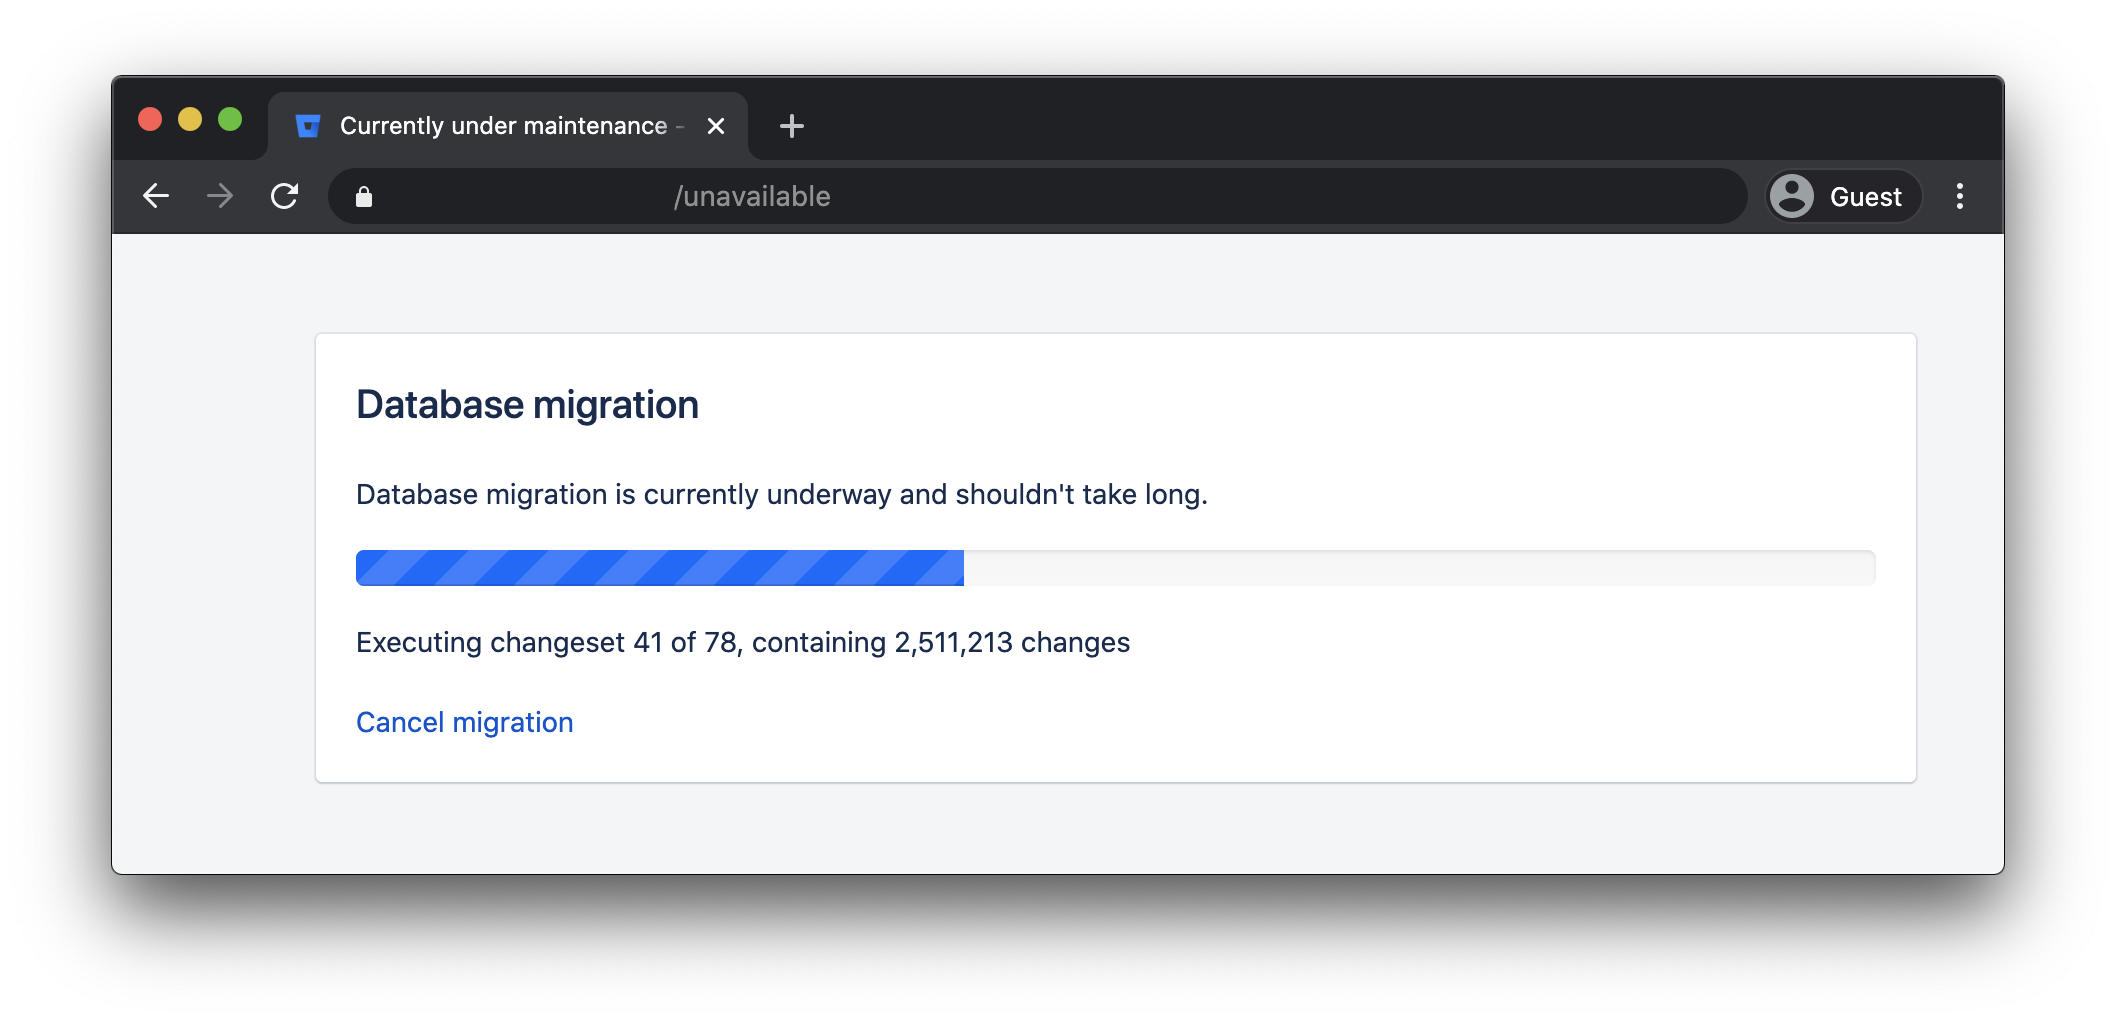 Currently under maintenance -
/unavailable
Guest
Database migration
Database migration is currently underway and shouldn't take long.
Executing changeset 41 of 78, containing 2,511,213 changes
Cancel migration